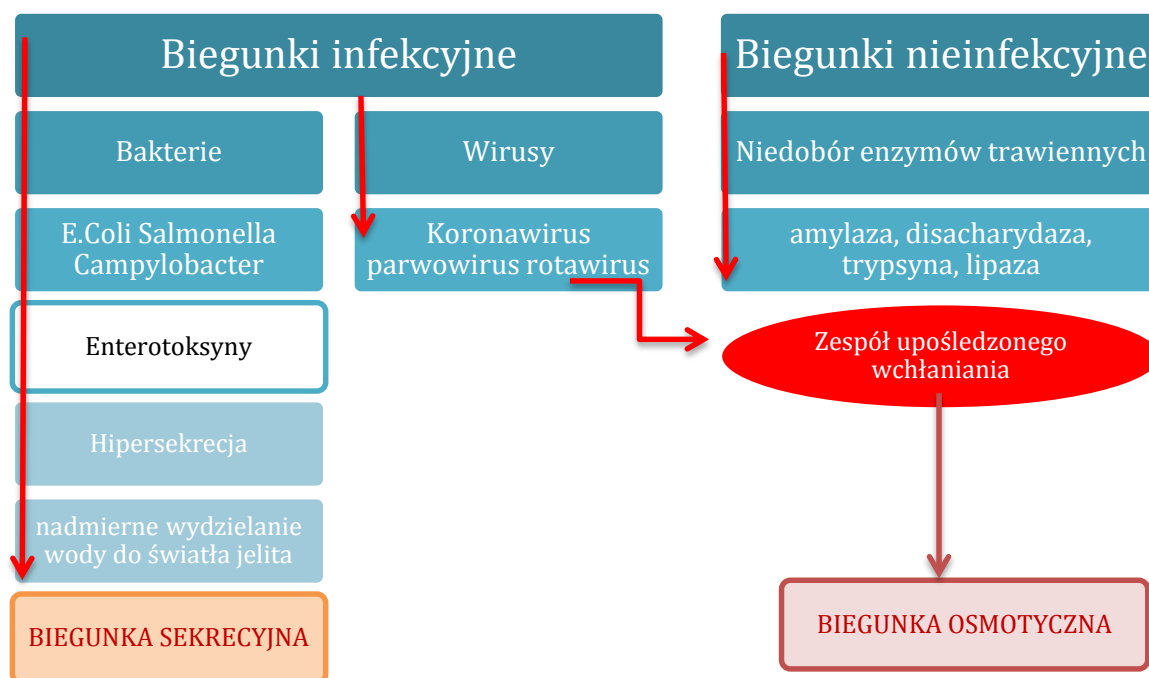 Biegunki infekcyjne
Biegunki nieinfekcyjne
Bakterie
Wirusy
Niedobór enzymów trawiennych
E.Coli Salmonella
Campylobacter
Koronawirus
parwowirus rotawirus
amylaza, disacharydaza,
trypsyna, lipaza
Enterotoksyny
Zespół upośledzonego
wchłaniania
Hipersekrecja
nadmierne wydzielanie
wody do światła jelita
BIEGUNKA SEKRECYJNA
BIEGUNKA OSMOTYCZNA